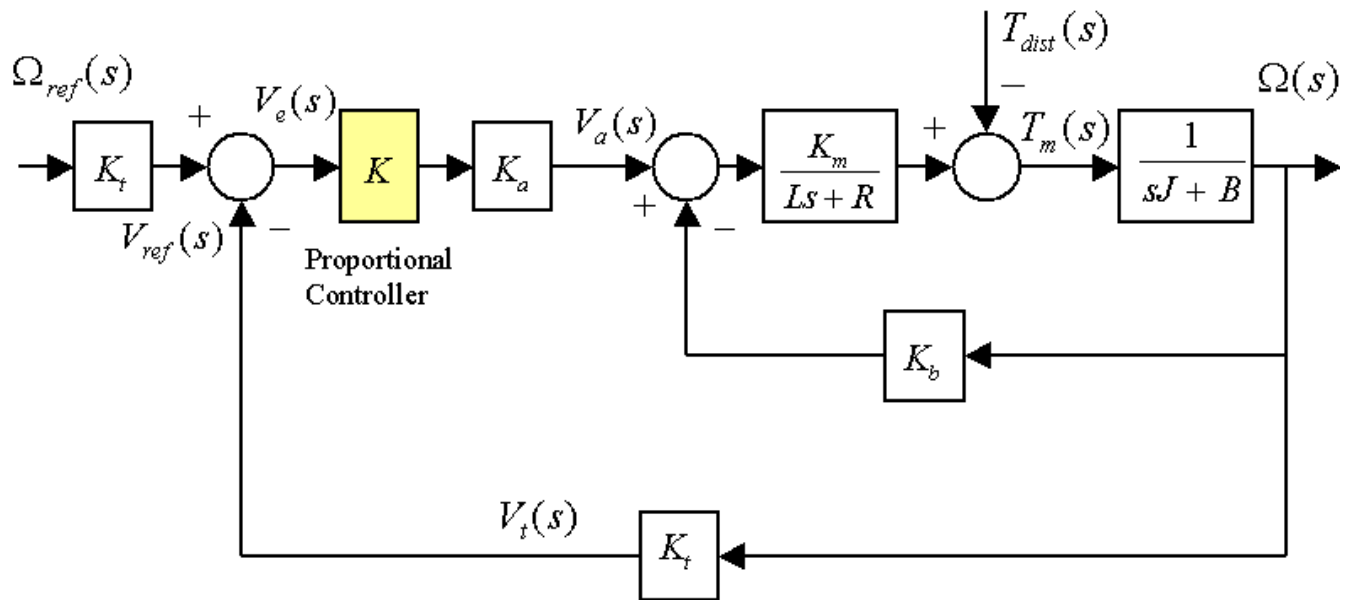 T_dist(s)
Ω_ref(s)
Ω(s)
+
V_e(s)
V_a(s)
−
+
T_m(s)
K_t
K
K_a
K_m
Ls + R
1
sJ + B
V_ref(s)
−
+
−
Proportional
Controller
K_b
V_t(s)
K_t